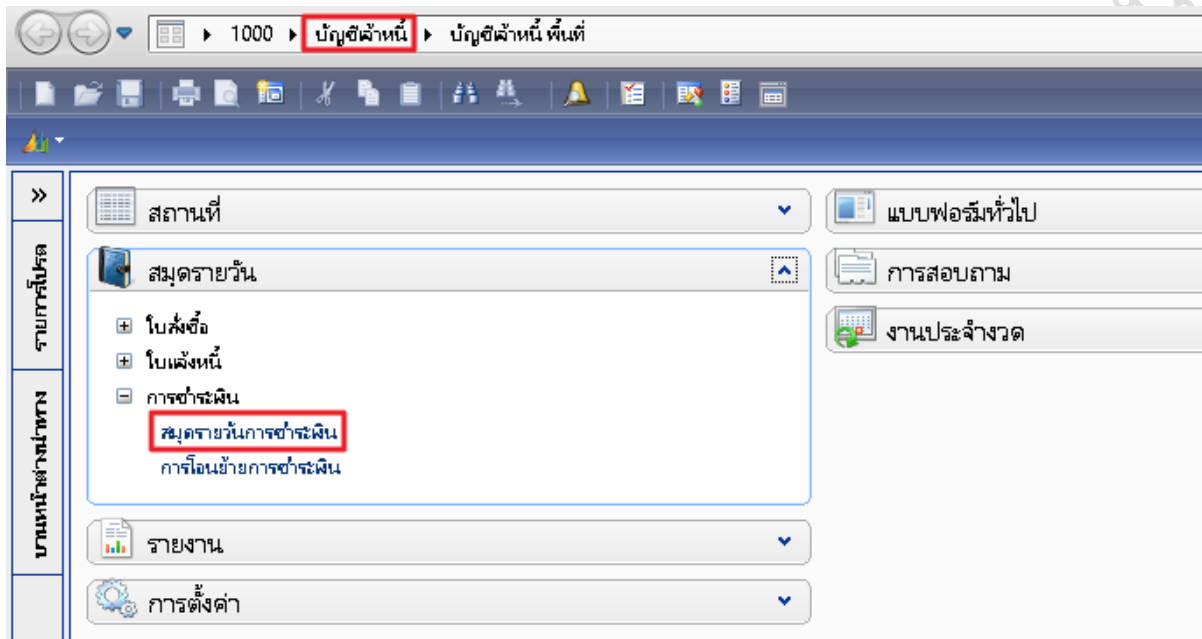 1000 บัญชีเจ้าหนี้ บัญชีเจ้าหนี้ พื้นที่
สถานที่
สมุดรายวัน
ใบสั่งซื้อ
ใบแจ้งหนี้
การชำระเงิน
สมุดรายวันการชำระเงิน
การโอนย้ายการชำระเงิน
รายงาน
การตั้งค่า
แบบฟอร์มทั่วไป
การสอบถาม
งานประจำงวด
รายการโปรด
บานหน้าต่างนำทาง